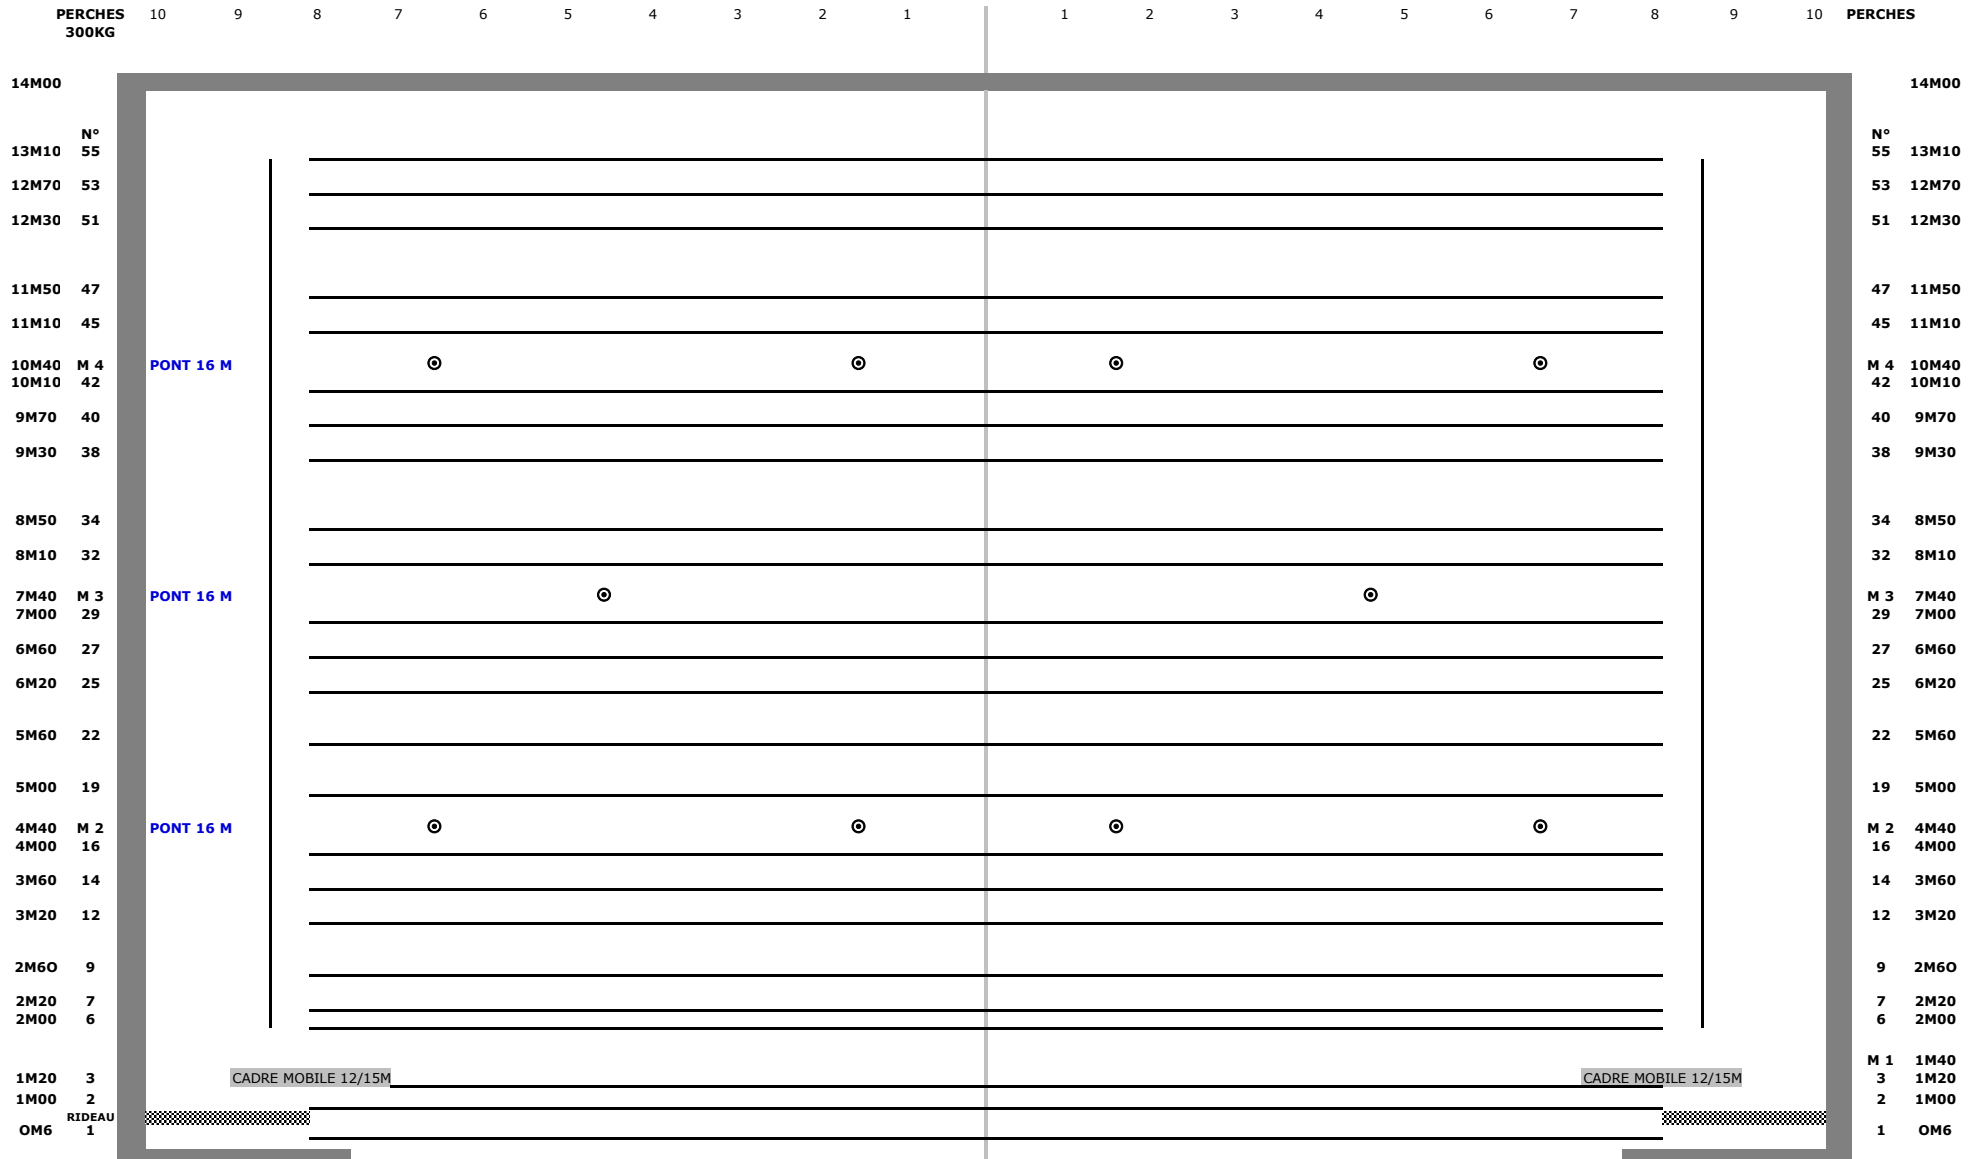 PERCHES 10 9 8 7 6 5 4 3 2 1 1 2 3 4 5 6 7 8 9 10 PERCHES
300KG
14M00 14M00
N° N°
13M10 55 55 13M10
12M70 53 53 12M70
12M30 51 51 12M30
11M50 47 47 11M50
11M10 45 45 11M10
10M40 M 4 PONT 16 M M 4 10M40
10M10 42 42 10M10
9M70 40 40 9M70
9M30 38 38 9M30
8M50 34 34 8M50
8M10 32 32 8M10
7M40 M 3 PONT 16 M M 3 7M40
7M00 29 29 7M00
6M60 27 27 6M60
6M20 25 25 6M20
5M60 22 22 5M60
5M00 19 19 5M00
4M40 M 2 PONT 16 M M 2 4M40
4M00 16 16 4M00
3M60 14 14 3M60
3M20 12 12 3M20
2M6O 9 9 2M6O
2M20 7 7 2M20
2M00 6 6 2M00
M 1 1M40
1M20 3 CADRE MOBILE 12/15M CADRE MOBILE 12/15M 3 1M20
1M00 2 2 1M00
RIDEAU
OM6 1 1 OM6